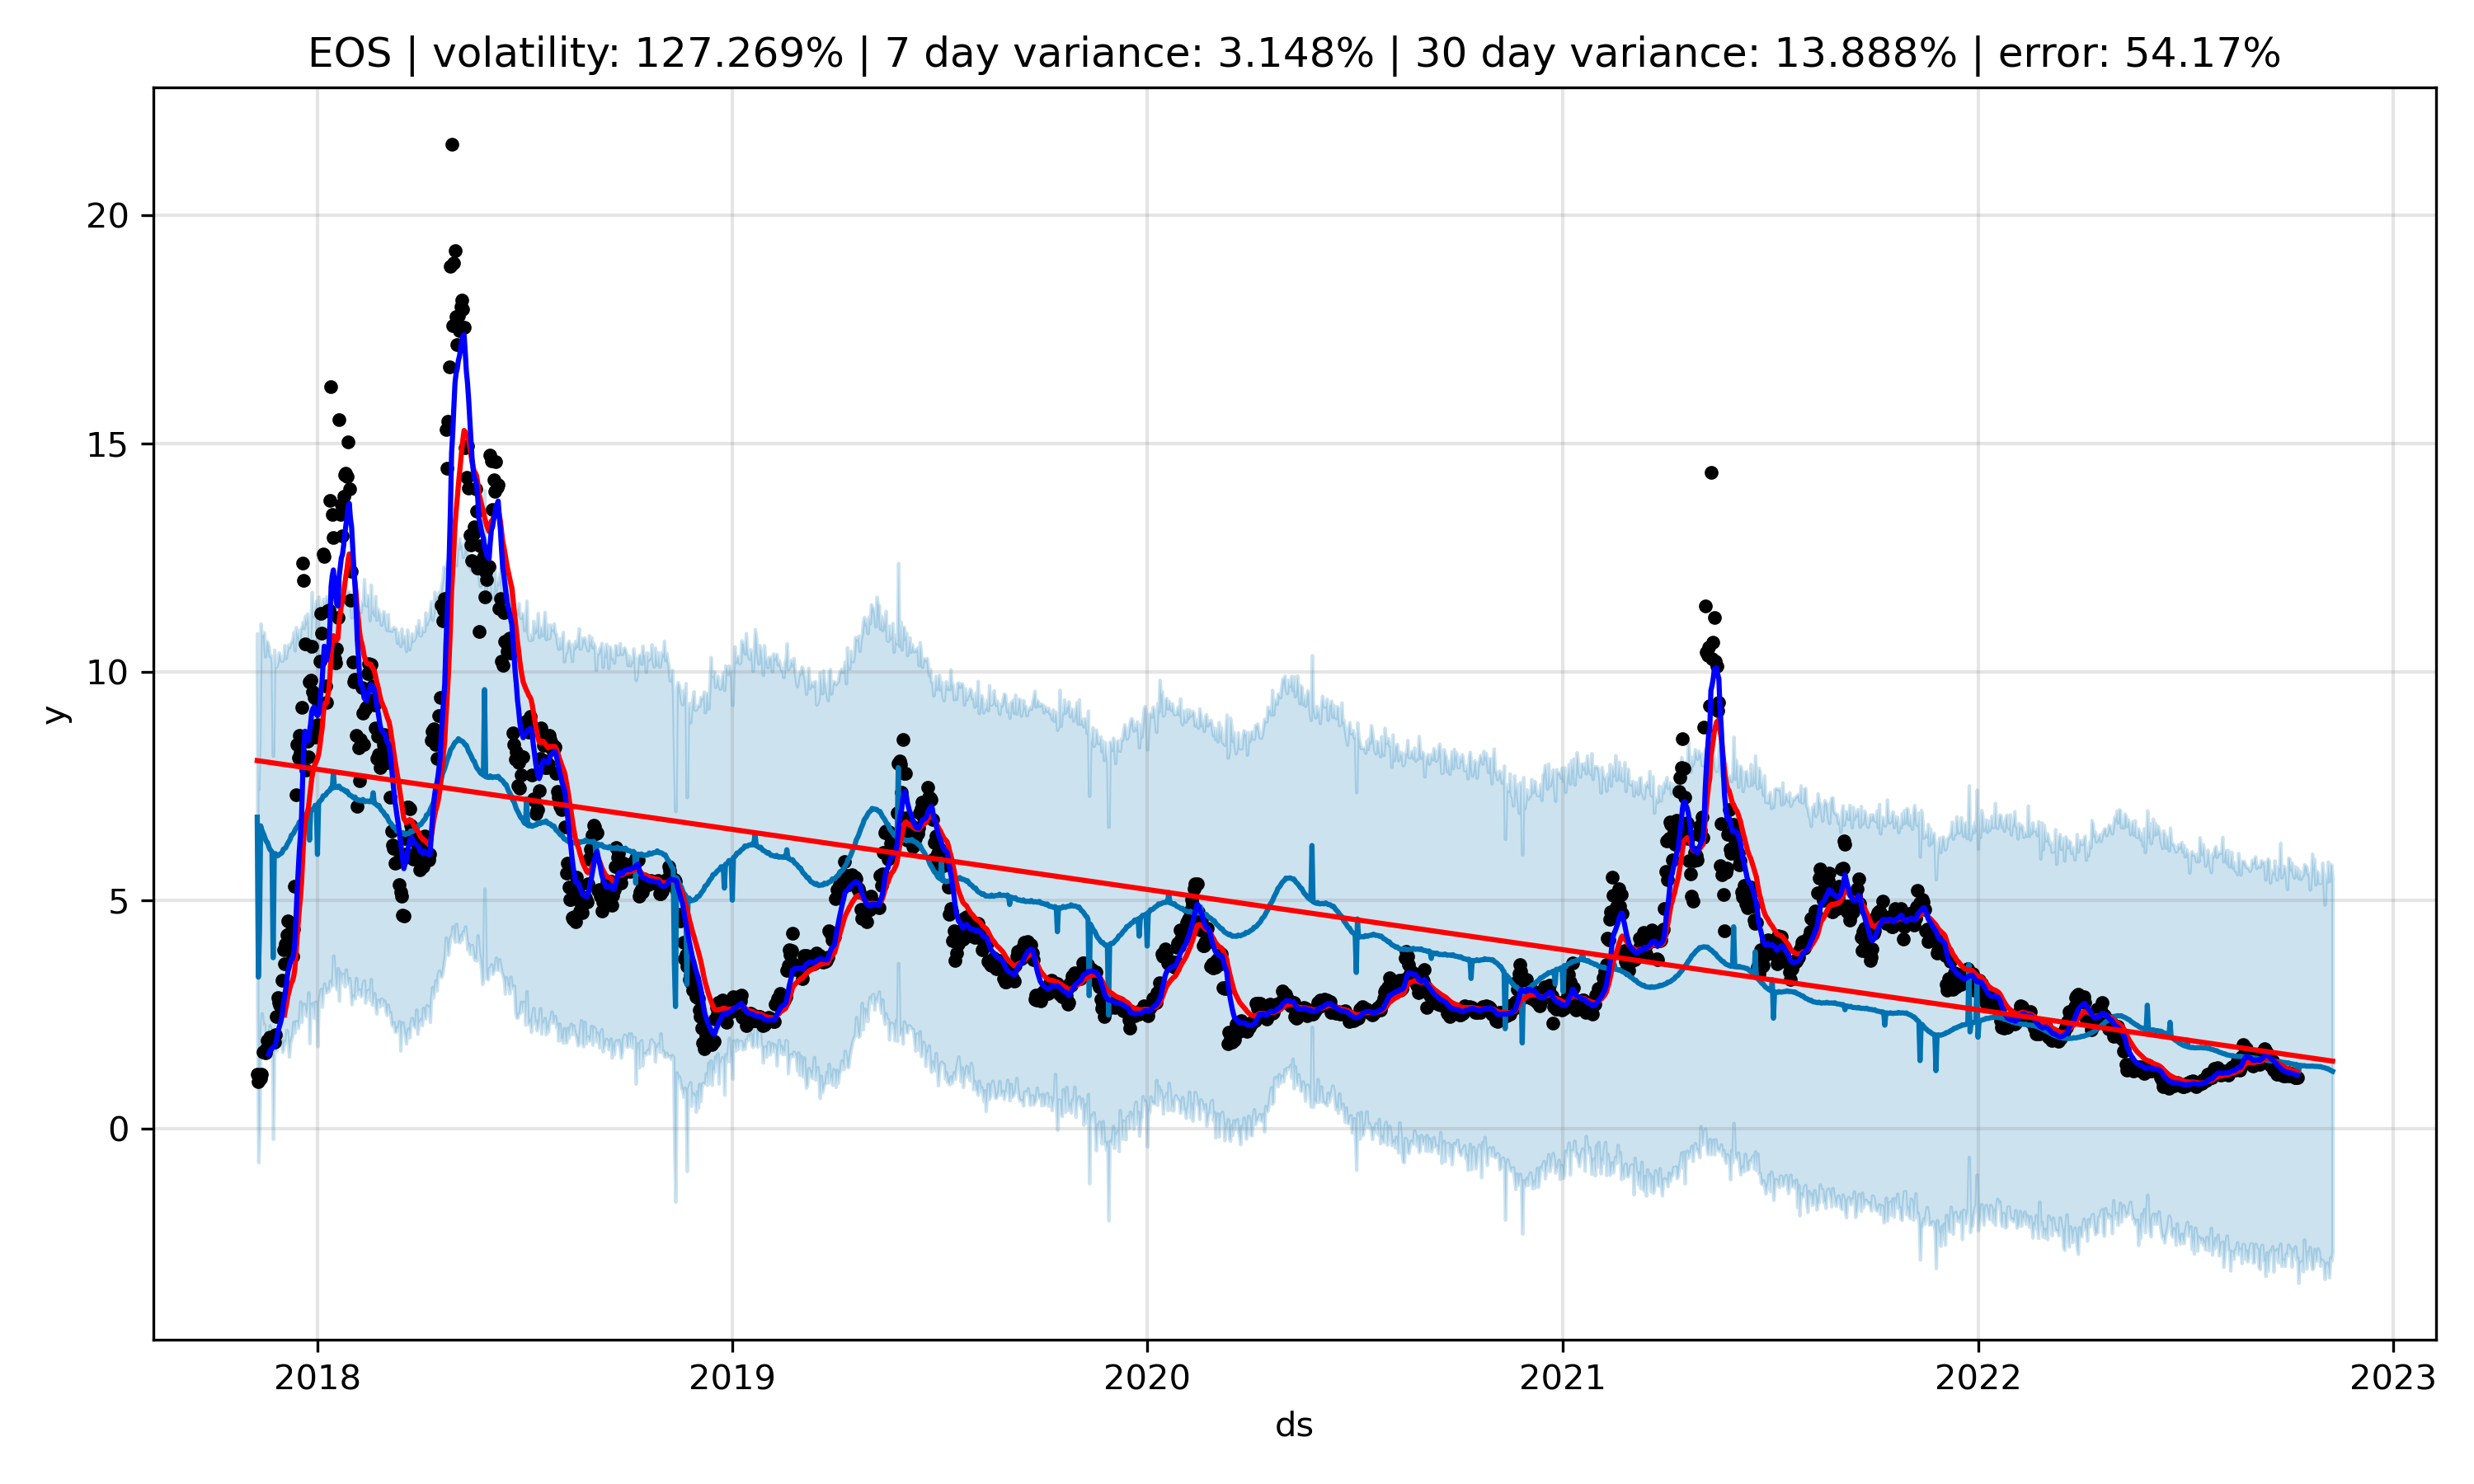 EOS | volatility: 127.269% | 7 day variance: 3.148% | 30 day variance: 13.888% | error: 54.17%
20
15
10
5
0
y
2018 2019 2020 2021 2022 2023
ds